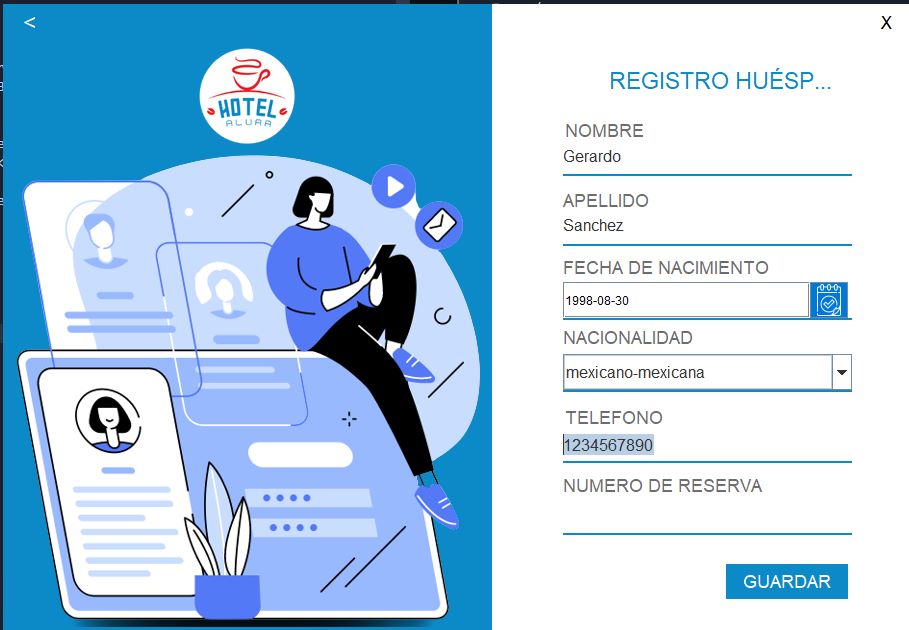 <
X
HOTEL
ALURA
REGISTRO HUÉSP...
NOMBRE
Gerardo
APELLIDO
Sanchez
FECHA DE NACIMIENTO
1998-08-30
NACIONALIDAD
mexicano-mexicana
TELEFONO
1234567890
NUMERO DE RESERVA
GUARDAR